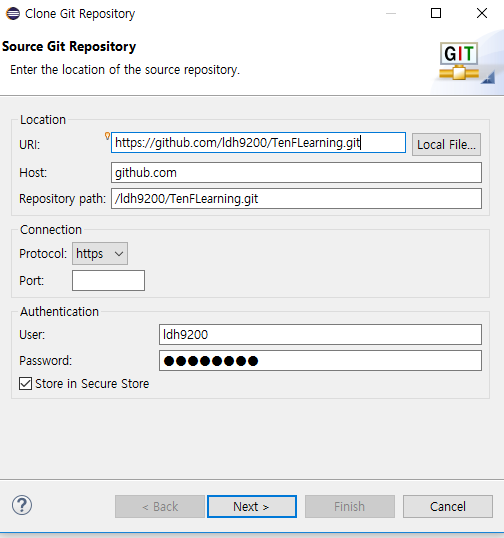 Clone Git Repository
Source Git Repository
Enter the location of the source repository.
GIT
Location
URI: https://github.com/ldh9200/TenFLearning.git Local File...
Host: github.com
Repository path: /ldh9200/TenFLearning.git
Connection
Protocol: https
Port:
Authentication
User: ldh9200
Password: ●●●●●●●●
Store in Secure Store
? < Back Next > Finish Cancel